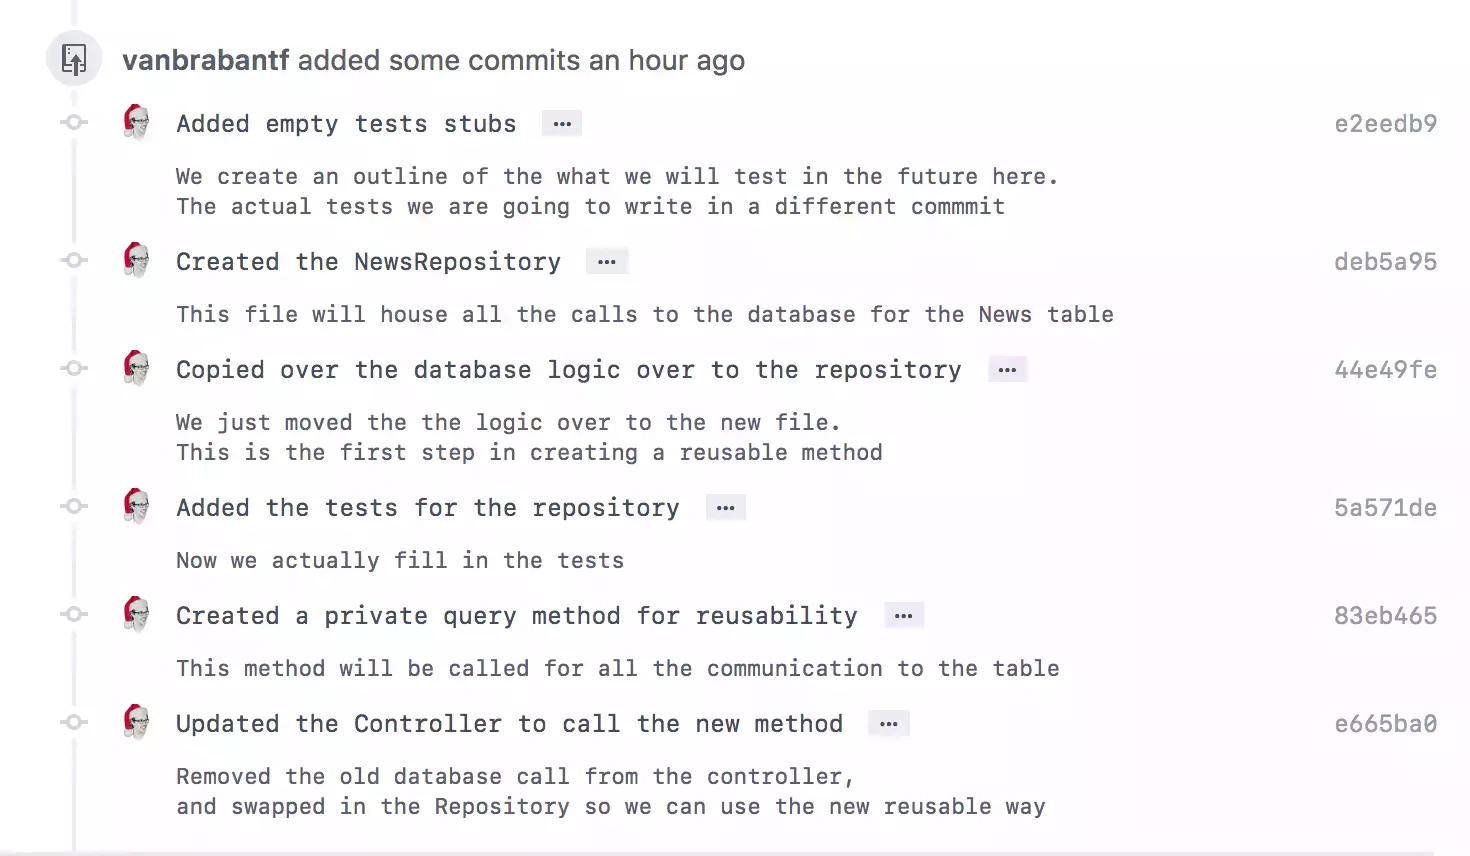 vanbrabantf added some commits an hour ago
Added empty tests stubs ... e2eedb9
We create an outline of the what we will test in the future here.
The actual tests we are going to write in a different commmit
Created the NewsRepository ... deb5a95
This file will house all the calls to the database for the News table
Copied over the database logic over to the repository ... 44e49fe
We just moved the the logic over to the new file.
This is the first step in creating a reusable method
Added the tests for the repository ... 5a571de
Now we actually fill in the tests
Created a private query method for reusability ... 83eb465
This method will be called for all the communication to the table
Updated the Controller to call the new method ... e665ba0
Removed the old database call from the controller,
and swapped in the Repository so we can use the new reusable way